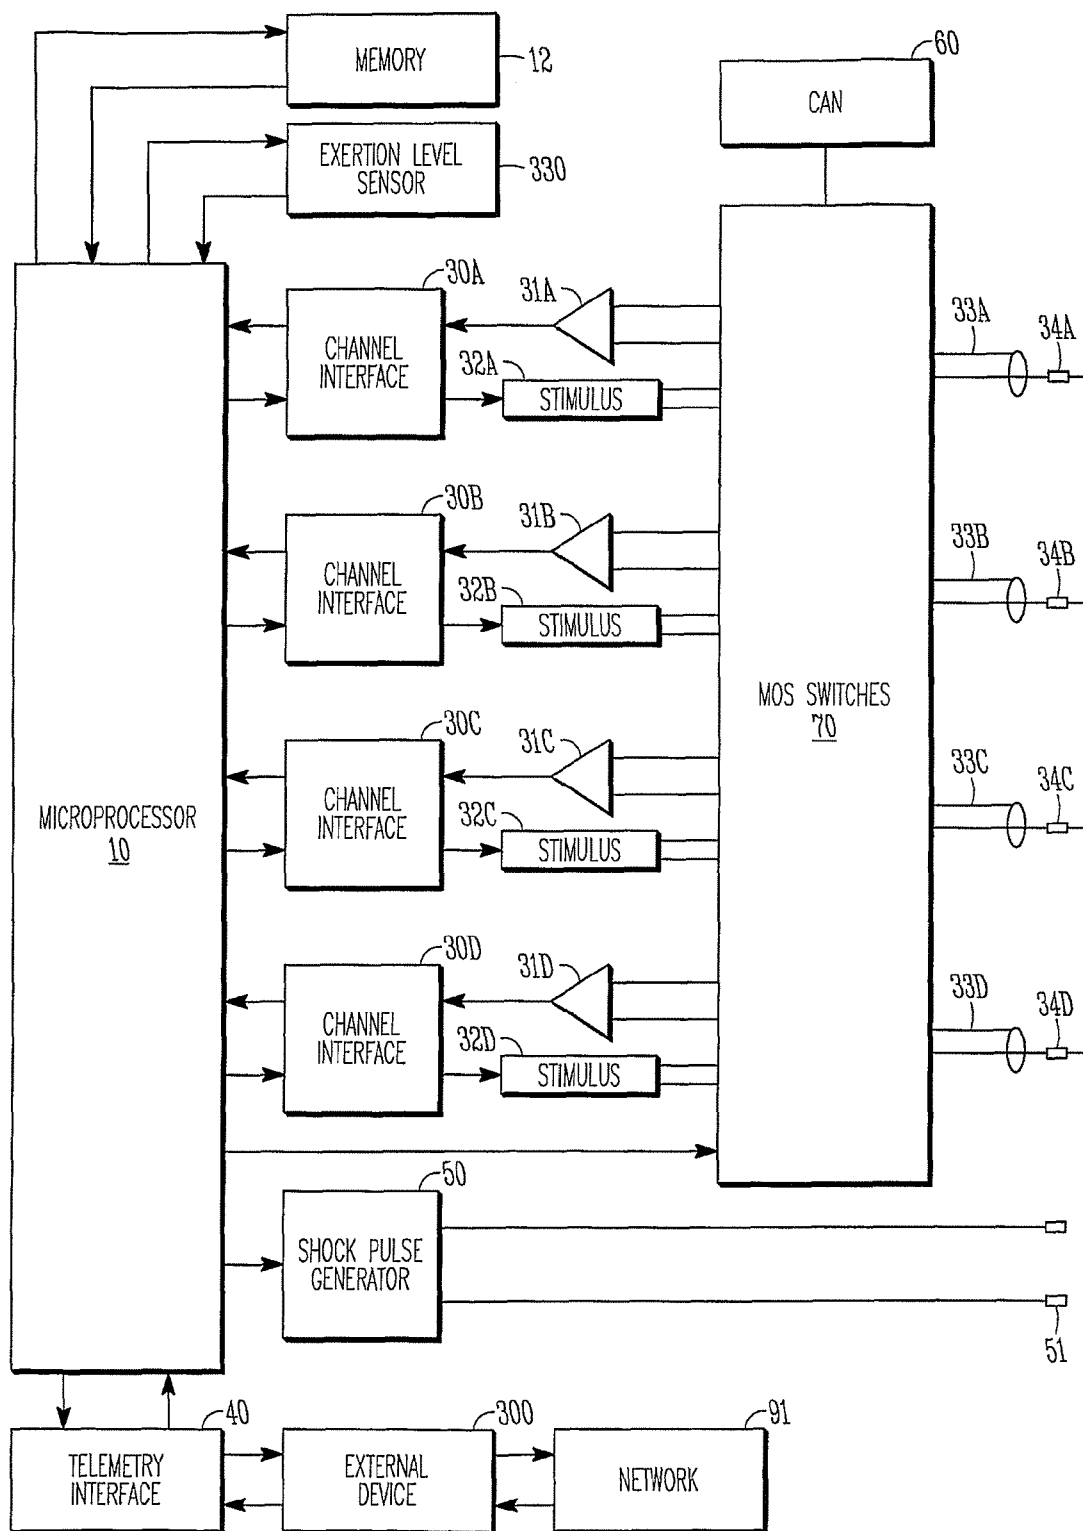 MEMORY
12
60
CAN
EXERTION LEVEL
SENSOR
330
30A
CHANNEL
INTERFACE
31A
32A
STIMULUS
33A
34A
30B
CHANNEL
INTERFACE
31B
32B
STIMULUS
33B
34B
MOS SWITCHES
70
30C
CHANNEL
INTERFACE
31C
32C
STIMULUS
33C
34C
MICROPROCESSOR
10
30D
CHANNEL
INTERFACE
31D
32D
STIMULUS
33D
34D
50
SHOCK PULSE
GENERATOR
51
40
TELEMETRY
INTERFACE
300
EXTERNAL
DEVICE
91
NETWORK